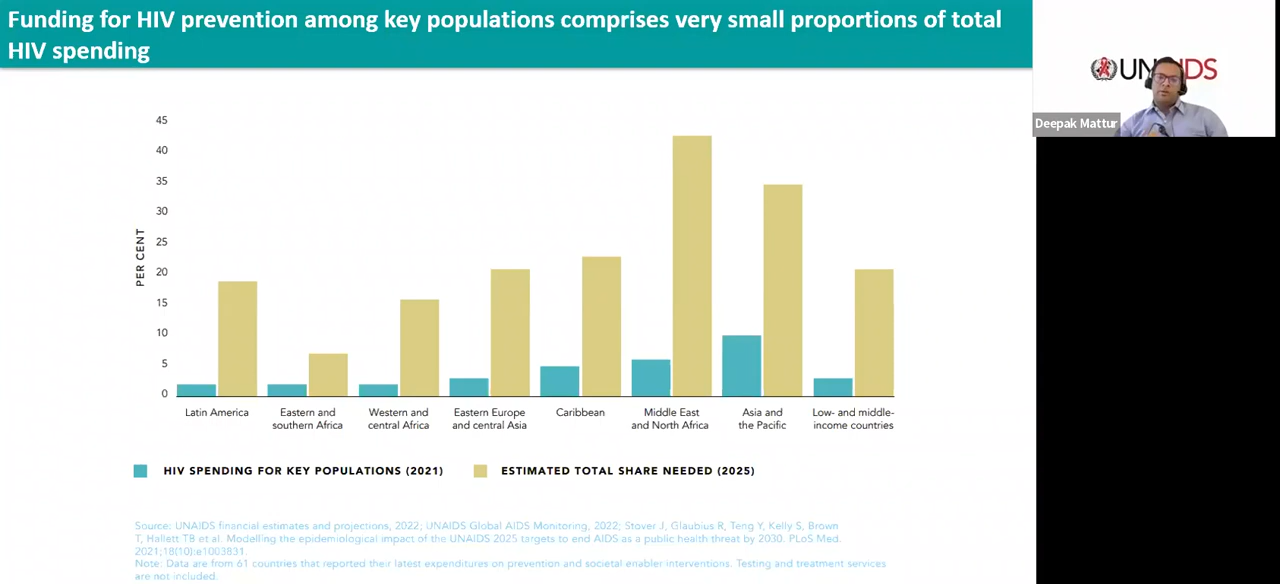 Funding for HIV prevention among key populations comprises very small proportions of total
HIV spending
Deepak Mattur
45
40
35
30
25
20
15
10
5
0
PER CENT
Latin America
Eastern and
southern Africa
Western and
central Africa
Eastern Europe
and central Asia
Caribbean
Middle East
and North Africa
Asia and
the Pacific
Low- and middle-
income countries
HIV SPENDING FOR KEY POPULATIONS (2021)
ESTIMATED TOTAL SHARE NEEDED (2025)
Source: UNAIDS financial estimates and projections, 2022; UNAIDS Global AIDS Monitoring, 2022; Stover J, Glaubius R, Teng Y, Kelly S, Brown
T, Hallett TB et al. Modelling the epidemiological impact of the UNAIDS 2025 targets to end AIDS as a public health threat by 2030. PLoS Med.
2021;18(10):e1003831.
Note: Data are from 61 countries that reported their latest expenditures on prevention and societal enabler interventions. Testing and treatment services
are not included.